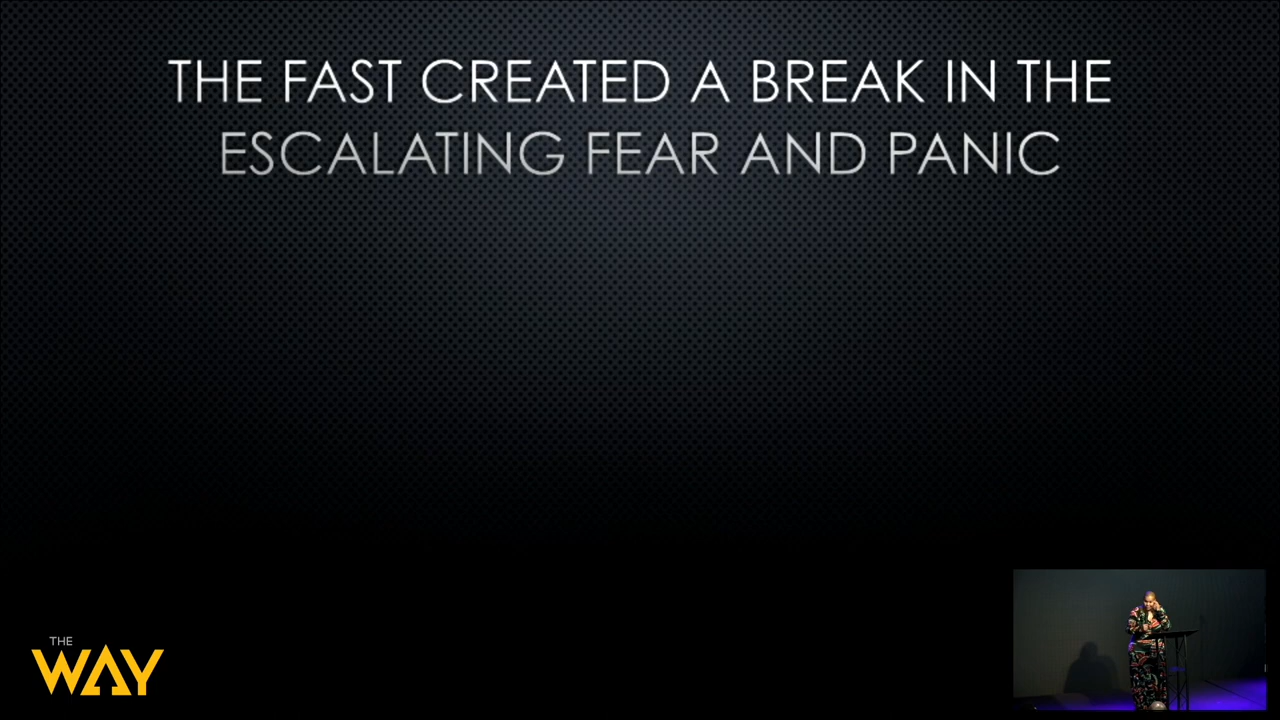 THE FAST CREATED A BREAK IN THE
ESCALATING FEAR AND PANIC
THE
WAY